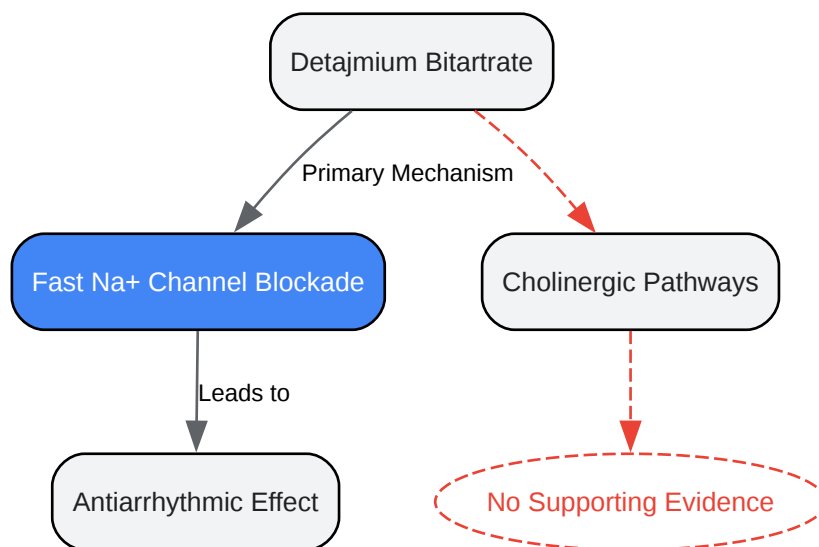 Detajmium Bitartrate
Primary Mechanism
Fast Na+ Channel Blockade
Cholinergic Pathways
Leads to
Antiarrhythmic Effect
No Supporting Evidence